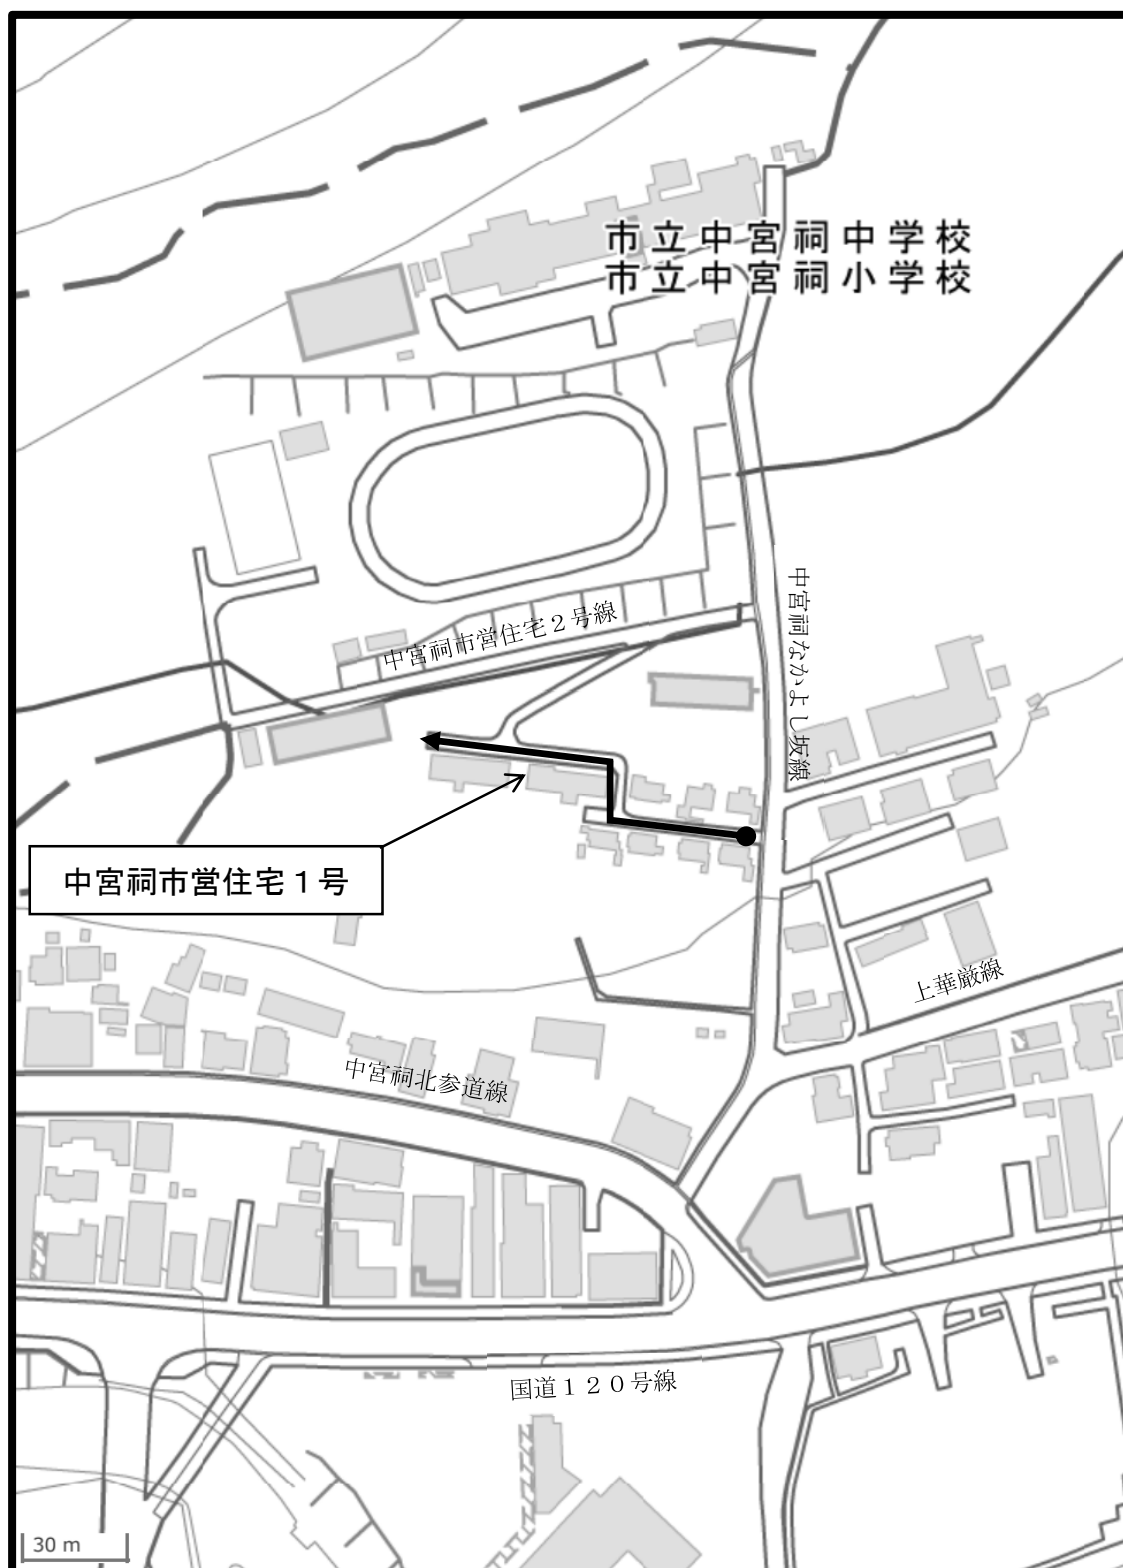 市立中宮祠中学校
市立中宮祠小学校
中宮祠なかよし坂線
中宮祠市営住宅２号線
中宮祠市営住宅１号
上華厳線
中宮祠北参道線
国道１２０号線
30 m